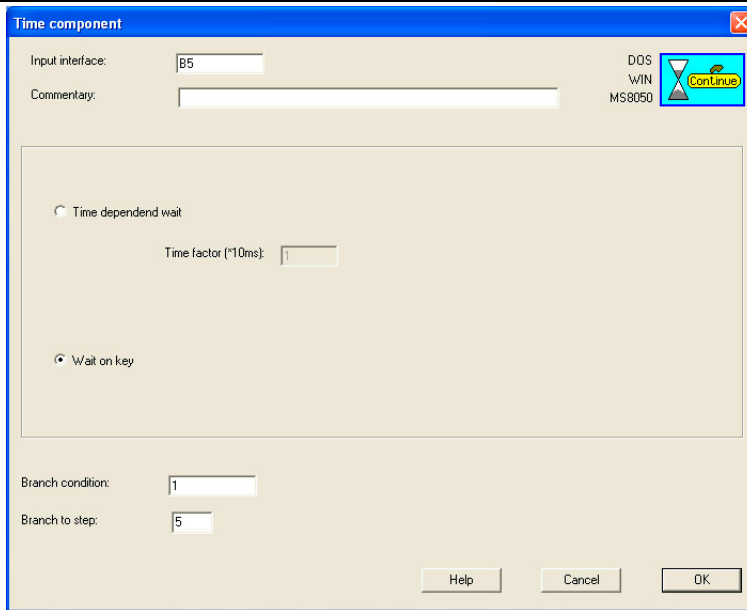 Time component
Input interface: B5
DOS
WIN
MS8050
Continue
Commentary:
Time dependend wait
Time factor (*10ms): 1
Wait on key
Branch condition: 1
Branch to step: 5
Help Cancel OK